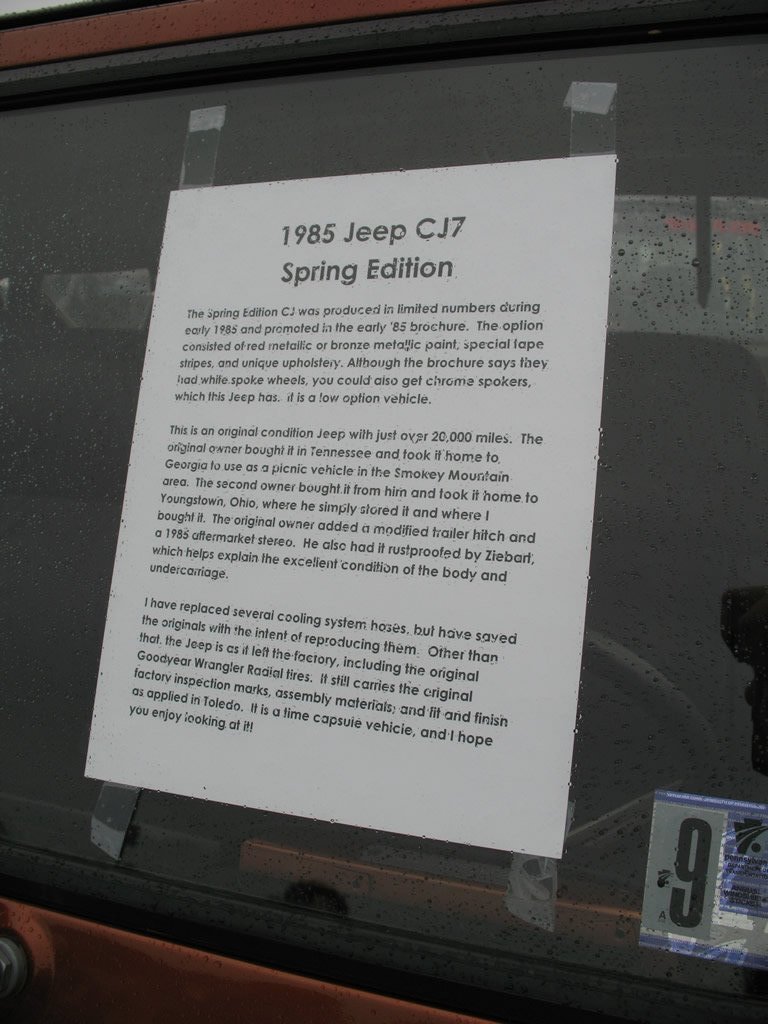 1985 Jeep CJ7
Spring Edition
The Spring Edition CJ was produced in limited numbers during
early 1985 and promoted in the early '85 brochure. The option
consisted of red metallic or bronze metallic paint, special tape
stripes, and unique upholstery. Although the brochure says they
had white spoke wheels, you could also get chrome spokers,
which this Jeep has. It is a low option vehicle.
This is an original condition Jeep with just over 20,000 miles. The
original owner bought it in Tennessee and took it home to
Georgia to use as a picnic vehicle in the Smokey Mountain
area. The second owner bought it from him and took it home to
Youngstown, Ohio, where he simply stored it and where I
bought it. The original owner added a modified trailer hitch and
a 1985 aftermarket stereo. He also had it rustproofed by Ziebart,
which helps explain the excellent condition of the body and
undercarriage.
I have replaced several cooling system hoses, but have saved
the originals with the intent of reproducing them. Other than
that, the Jeep is as it left the factory, including the original
Goodyear Wrangler Radial tires. It still carries the original
factory inspection marks, assembly materials, and fit and finish
as applied in Toledo. It is a time capsule vehicle, and I hope
you enjoy looking at it!
9
A